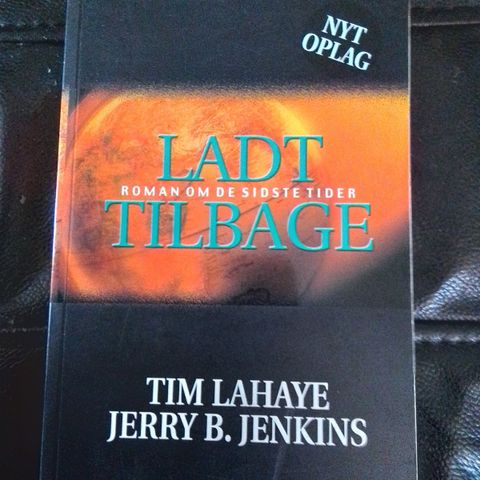 NYT
OPLAG
LADT
ROMAN OM DE SIDSTE TIDER
TILBAGE
TIM LAHAYE
JERRY B. JENKINS